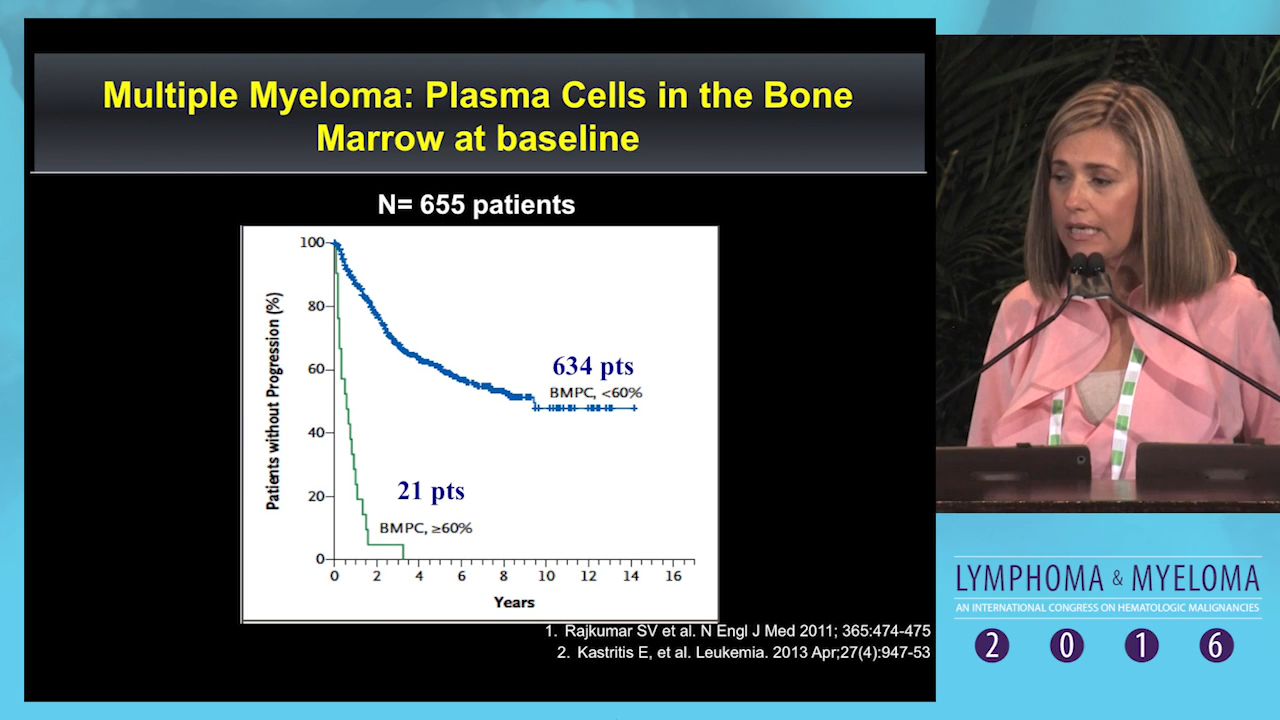 Multiple Myeloma: Plasma Cells in the Bone
Marrow at baseline
N= 655 patients
Patients without Progression (%)
100
80
60
40
20
0
634 pts
BMPC, <60%
21 pts
BMPC, ≥60%
0 2 4 6 8 10 12 14 16
Years
1. Rajkumar SV et al. N Engl J Med 2011; 365:474-475
2. Kastritis E, et al. Leukemia. 2013 Apr;27(4):947-53
LYMPHOMA & MYELOMA
AN INTERNATIONAL CONGRESS ON HEMATOLOGIC MALIGNANCIES
2 0 1 6